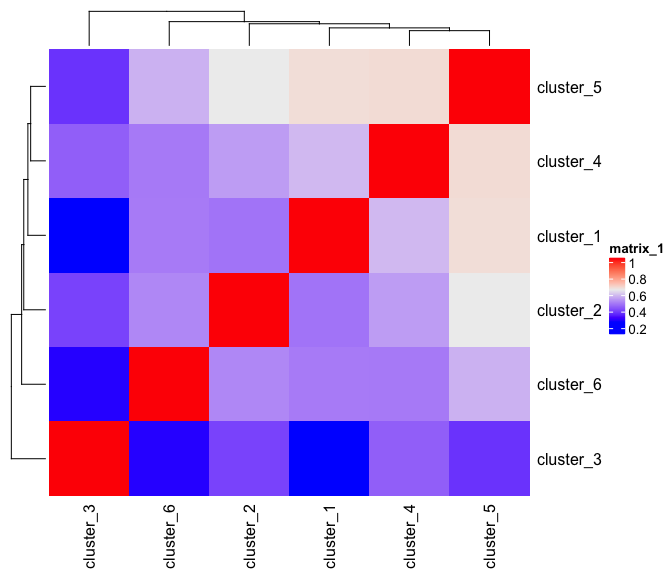 cluster_5
cluster_4
cluster_1
cluster_2
cluster_6
cluster_3
matrix_1
1
0.8
0.6
0.4
0.2
cluster_3
cluster_6
cluster_2
cluster_1
cluster_4
cluster_5